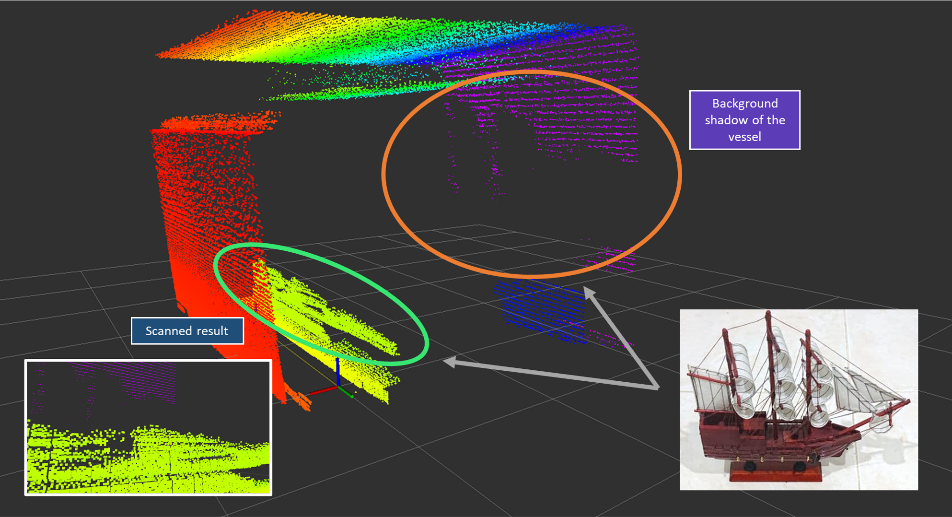 Background
shadow of the
vessel
Scanned result